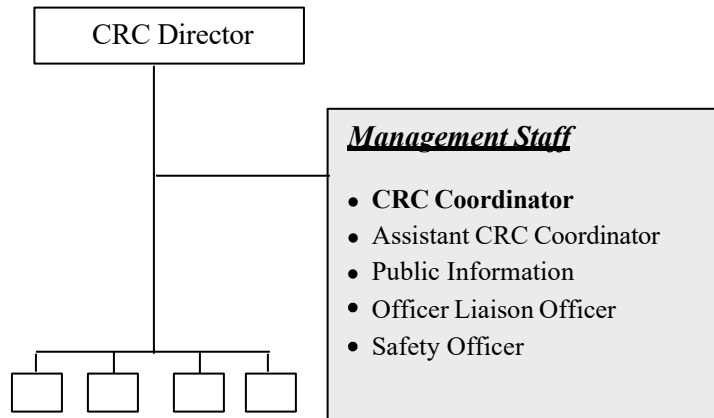 CRC Director
Management Staff
• CRC Coordinator
• Assistant CRC Coordinator
• Public Information
• Officer Liaison Officer
• Safety Officer